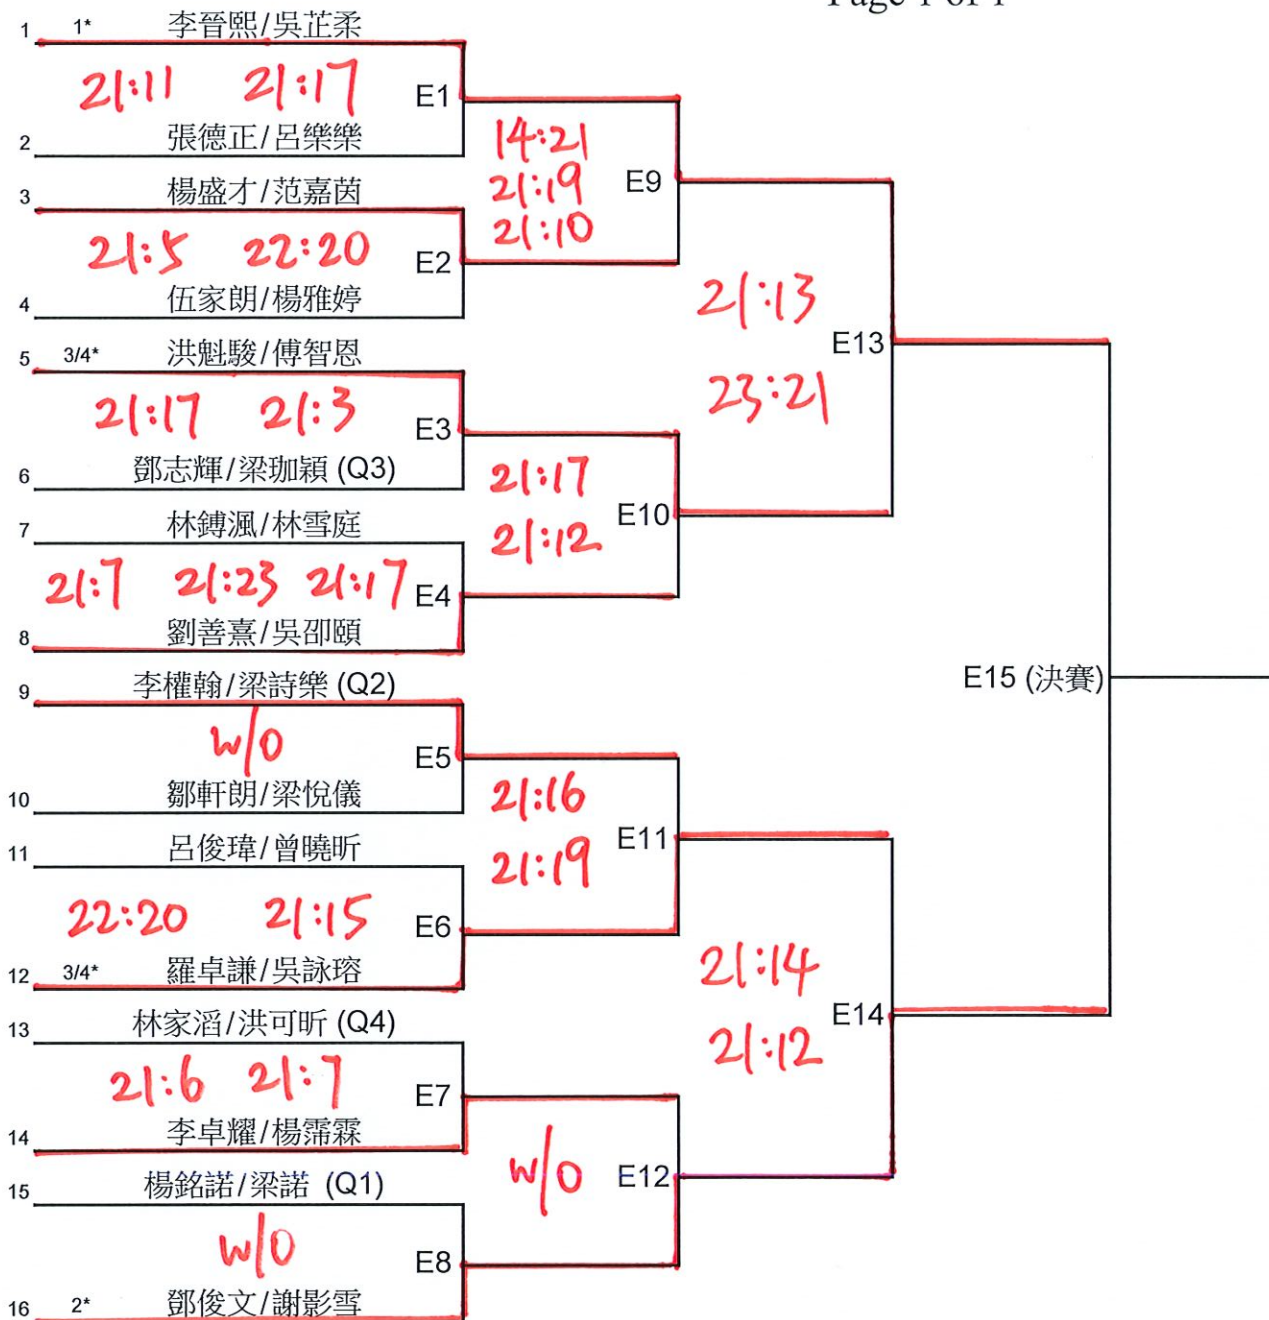 Page 1 of 1
1 1* 李晉熙/吳芷柔
21:11 21:17 E1
2 張德正/呂樂樂
14:21
21:19 E9
21:10
3 楊盛才/范嘉茵
21:5 22:20 E2
4 伍家朗/楊雅婷
21:13
E13
23:21
5 3/4* 洪魁駿/傅智恩
21:17 21:3 E3
6 鄧志輝/梁珈穎 (Q3)
21:17
E10
21:12
7 林鎛渢/林雪庭
21:7 21:23 21:17 E4
8 劉善熹/吳卲頤
E15 (決賽)
9 李權翰/梁詩樂 (Q2)
w/o E5
10 鄒軒朗/梁悅儀
21:16
E11
21:19
11 呂俊瑋/曾曉昕
22:20 21:15 E6
12 3/4* 羅卓謙/吳詠瑢
21:14
E14
21:12
13 林家滔/洪可昕 (Q4)
21:6 21:7 E7
14 李卓耀/楊霈霖
w/o E12
15 楊銘諾/梁諾 (Q1)
w/o E8
16 2* 鄧俊文/謝影雪